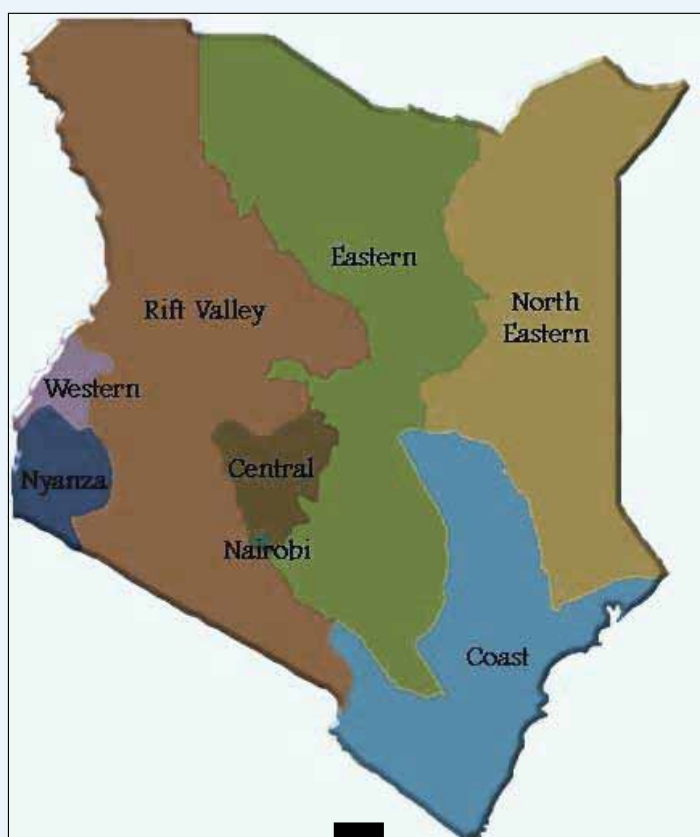 Eastern
Rift Valley
North
Eastern
Western
Central
Nyanza
Nairobi
Coast